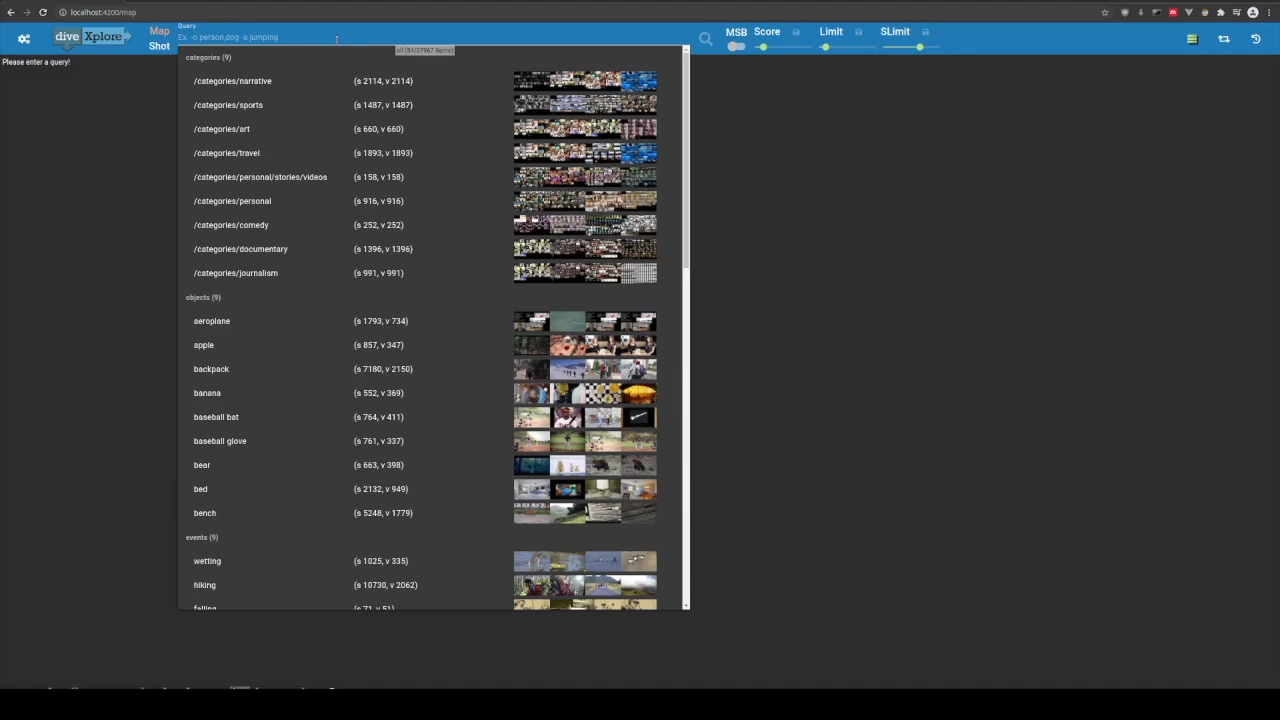 localhost:4200/map
dive Xplore
Map
Shot
Query
Ex. -o person,dog -a jumping
MSB
Score
Limit
SLimit
Please enter a query!
categories (9)
/categories/narrative (s 2114, v 2114)
/categories/sports (s 1487, v 1487)
/categories/art (s 660, v 660)
/categories/travel (s 1893, v 1893)
/categories/personal/stories/videos (s 158, v 158)
/categories/personal (s 916, v 916)
/categories/comedy (s 252, v 252)
/categories/documentary (s 1396, v 1396)
/categories/journalism (s 991, v 991)
objects (9)
aeroplane (s 1793, v 734)
apple (s 857, v 347)
backpack (s 7180, v 2150)
banana (s 552, v 369)
baseball bat (s 764, v 411)
baseball glove (s 761, v 337)
bear (s 663, v 398)
bed (s 2132, v 949)
bench (s 5248, v 1779)
events (9)
wetting (s 1025, v 335)
hiking (s 10730, v 2062)
falling (s 71, v 51)